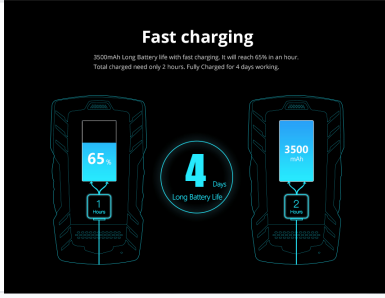 Fast charging
3500mAh Long Battery life with fast charging. It will reach 65% in an hour.
Total charged need only 2 hours. Fully Charged for 4 days working.
65%
1
Hours
4 Days
Long Battery Life
3500
mAh
2
Hours